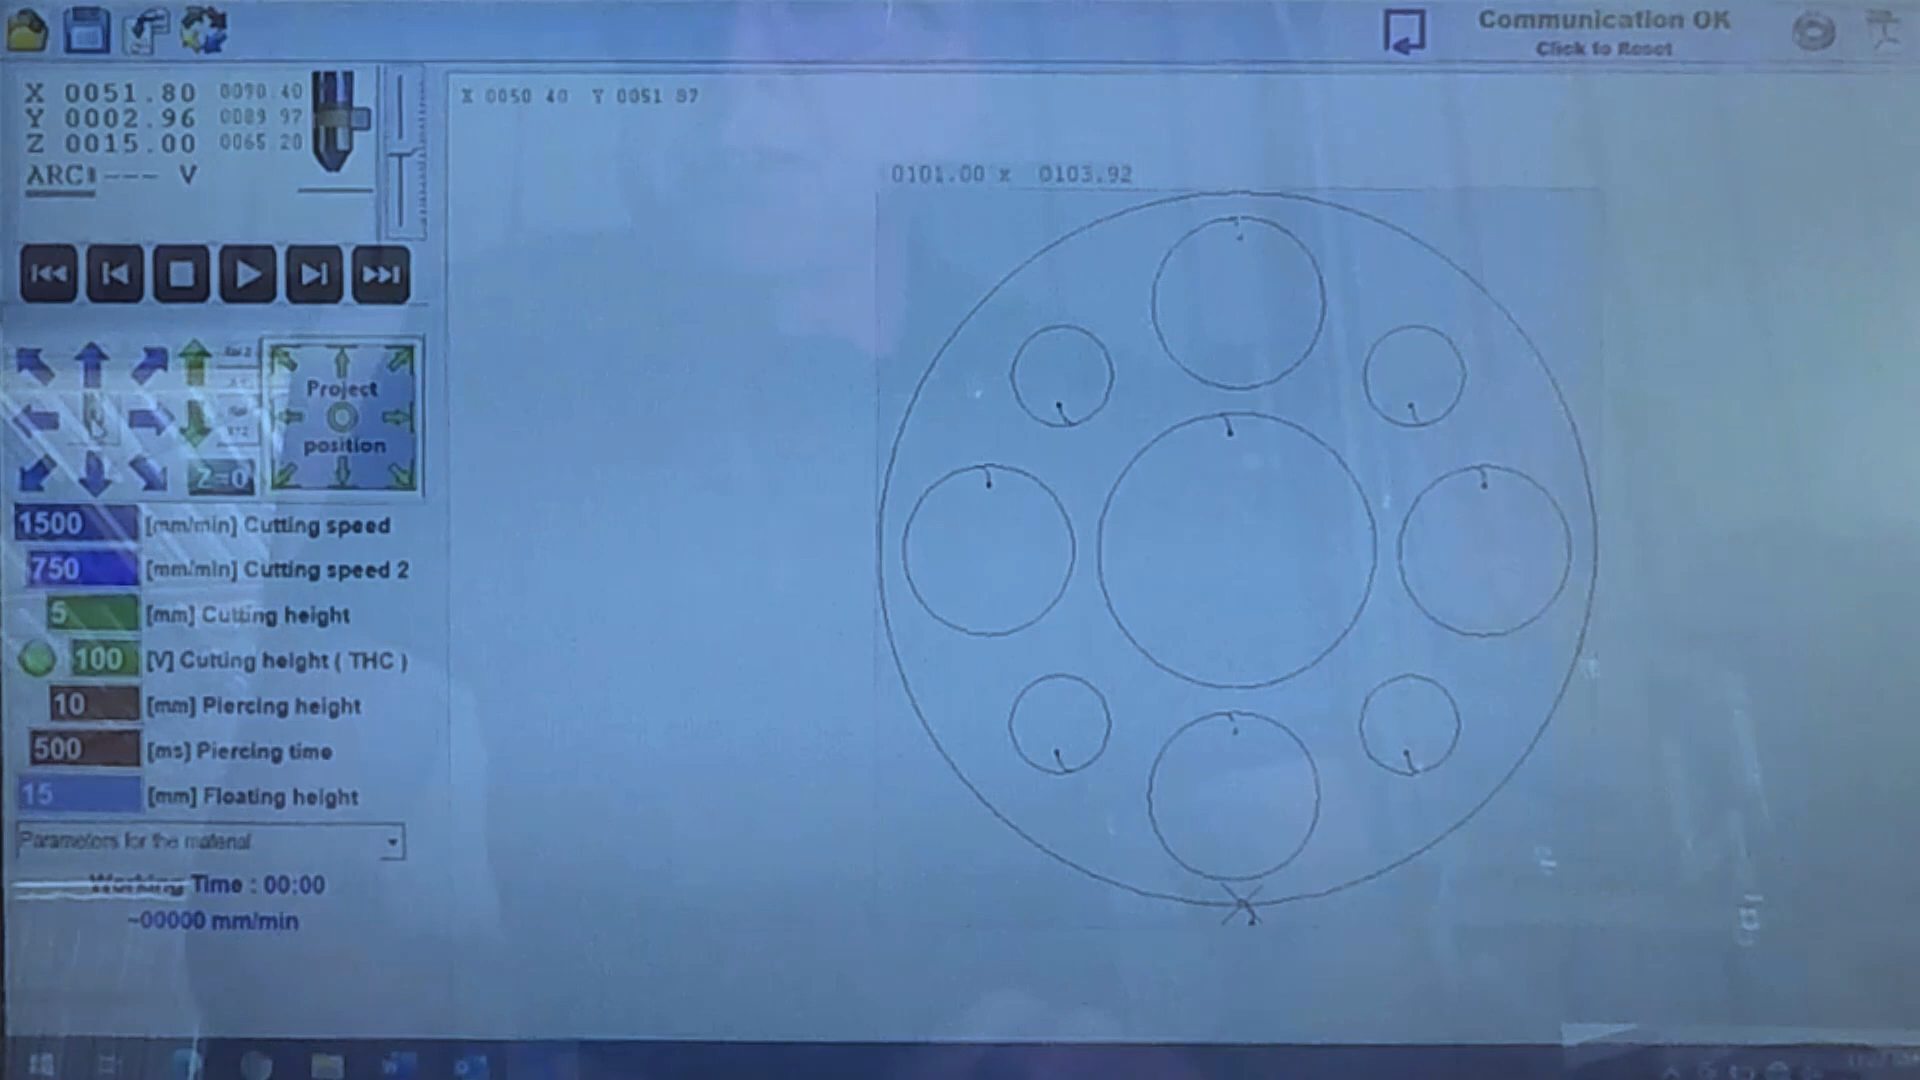 Communication OK
Click to Reset
X 0051.80 0090.40
Y 0002.96 0089 97
Z 0015.00 0065.20
ARC: --- V
X 0050 40 Y 0051 87
0101.00 x 0103.92
Project
position
Z=0
1500 [mm/min] Cutting speed
750 [mm/min] Cutting speed 2
5 [mm] Cutting height
100 [V] Cutting height ( THC )
10 [mm] Piercing height
500 [ms] Piercing time
15 [mm] Floating height
Parameters for the material
Working Time : 00:00
~00000 mm/min